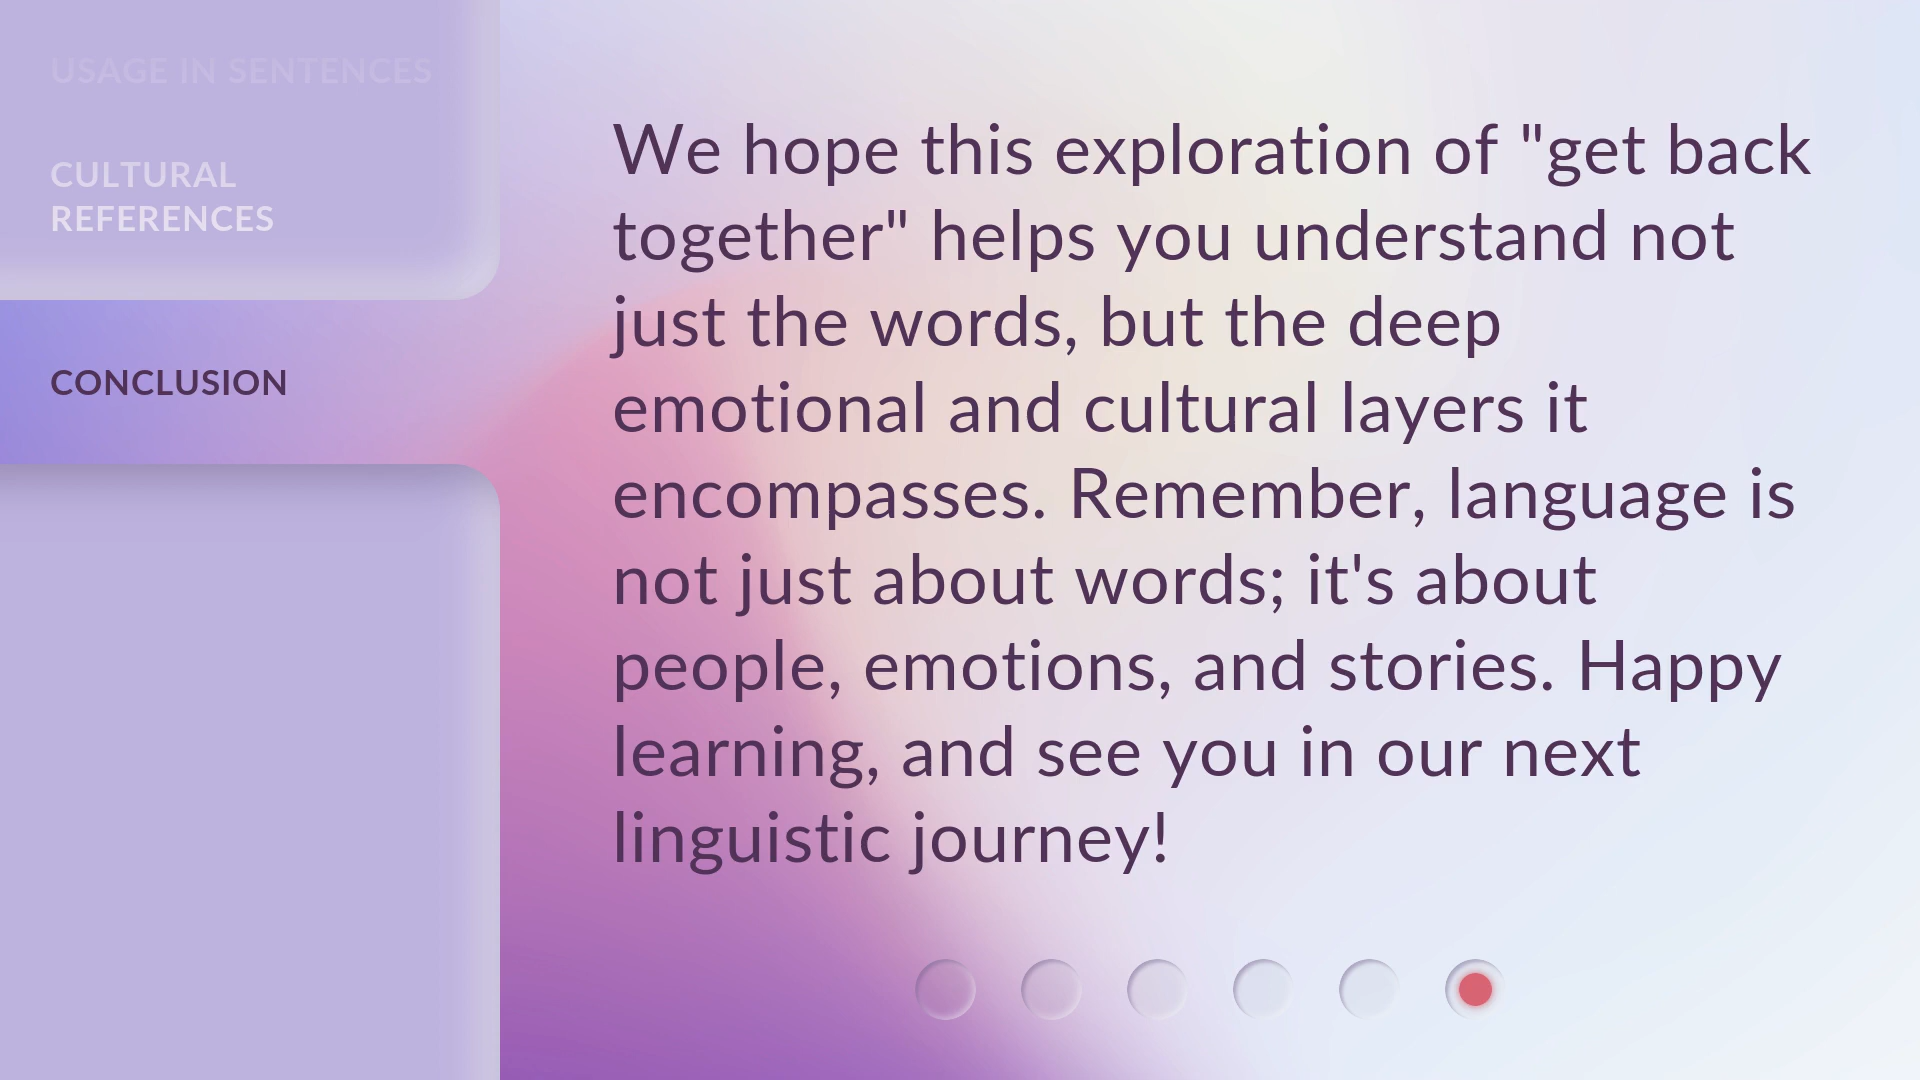 USAGE IN SENTENCES
CULTURAL
REFERENCES
CONCLUSION
We hope this exploration of "get back
together" helps you understand not
just the words, but the deep
emotional and cultural layers it
encompasses. Remember, language is
not just about words; it's about
people, emotions, and stories. Happy
learning, and see you in our next
linguistic journey!